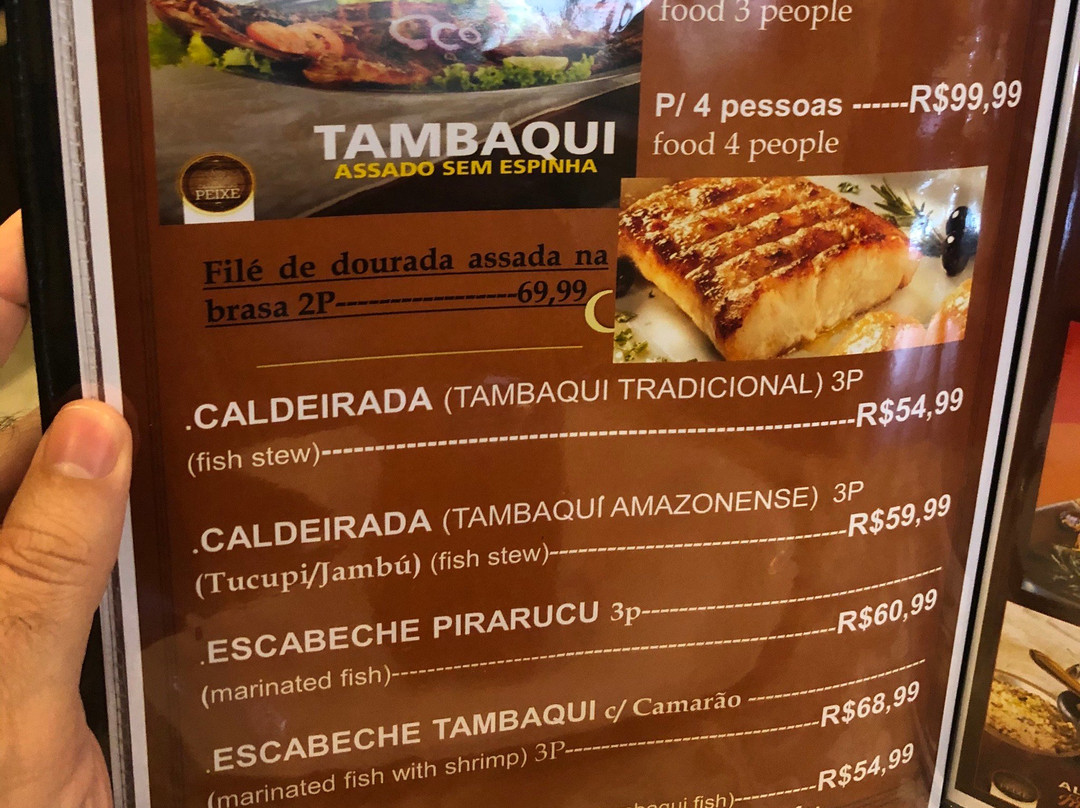 food 3 people
P/ 4 pessoas ------R$99,99
food 4 people
TAMBAQUI
ASSADO SEM ESPINHA
PEIXE
Filé de dourada assada na
brasa 2P------------------69,99
.CALDEIRADA (TAMBAQUI TRADICIONAL) 3P
(fish stew)------------------------------------------------------R$54,99
.CALDEIRADA (TAMBAQUÍ AMAZONENSE) 3P
(Tucupi/Jambú) (fish stew)------------------------------R$59,99
.ESCABECHE PIRARUCU 3p------------------------------
(marinated fish)--------------------------------------------R$60,99
.ESCABECHE TAMBAQUI c/ Camarão ------------------
(marinated fish with shrimp) 3P-------------------------R$68,99
fish)----------R$54,99